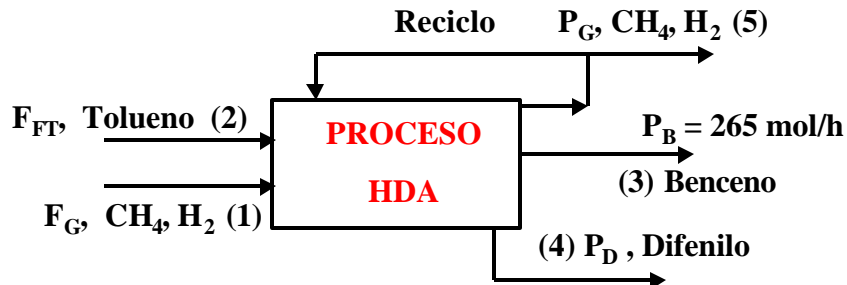 Reciclo P_G, CH_4, H_2 (5)
F_FT, Tolueno (2)
PROCESO
HDA
P_B = 265 mol/h
(3) Benceno
F_G, CH_4, H_2 (1)
(4) P_D , Difenilo